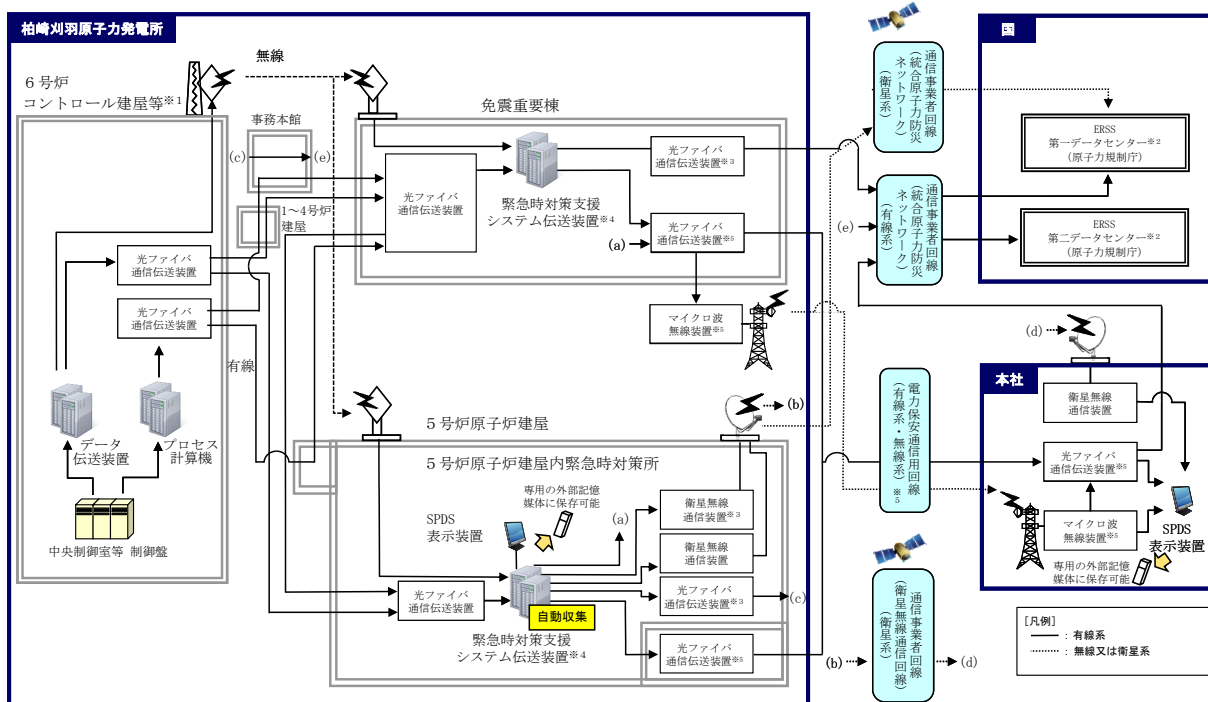 柏崎刈羽原子力発電所
6号炉
コントロール建屋等※1
無線
事務本館
(c)
(e)
1～4号炉
建屋
光ファイバ
通信伝送装置
光ファイバ
通信伝送装置
有線
データ
伝送装置
プロセス
計算機
中央制御室等 制御盤
免震重要棟
光ファイバ
通信伝送装置
緊急時対策支援
システム伝送装置※4
光ファイバ
通信伝送装置※3
(a)
光ファイバ
通信伝送装置※5
マイクロ波
無線装置※5
5号炉原子炉建屋
5号炉原子炉建屋内緊急時対策所
専用の外部記憶
媒体に保存可能
SPDS
表示装置
(a)
(b)
衛星無線
通信装置※3
衛星無線
通信装置
光ファイバ
通信伝送装置※3
(c)
光ファイバ
通信伝送装置
自動収集
緊急時対策支援
システム伝送装置※4
光ファイバ
通信伝送装置※5
通信事業者回線
(統合原子力防災
ネットワーク)
(衛星系)
(e)
通信事業者回線
(統合原子力防災
ネットワーク)
(有線系)
電力保安通信用回線
(有線系・無線系)
※5
通信事業者回線
(衛星無線通信回線)
(衛星系)
(b)
(d)
国
ERSS
第一データセンター※2
(原子力規制庁)
ERSS
第二データセンター※2
(原子力規制庁)
(d)
本社
衛星無線
通信装置
光ファイバ
通信伝送装置※5
マイクロ波
無線装置※5
SPDS
表示装置
専用の外部記憶
媒体に保存可能
[凡例]
：有線系
：無線又は衛星系